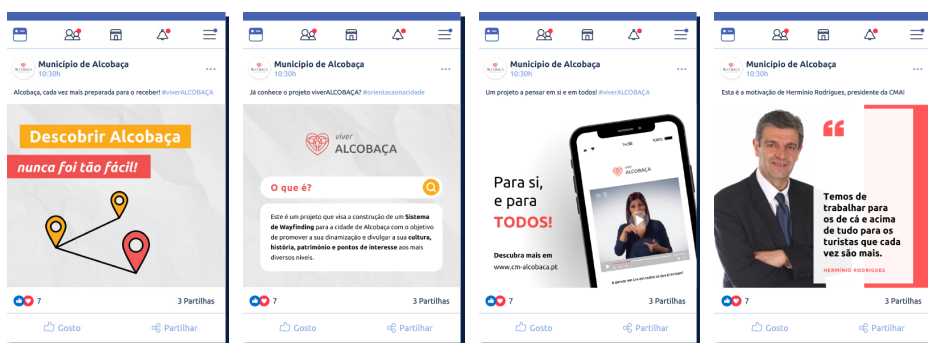 Município de Alcobaça
10:30h
Alcobaça, cada vez mais preparada para o receber! #viverALCOBAÇA
Descobrir Alcobaça
nunca foi tão fácil!
7
3 Partilhas
Gosto
Partilhar
Município de Alcobaça
10:30h
Já conhece o projeto viverALCOBAÇA? #orientacaonacidade
viver
ALCOBAÇA
O que é?
Este é um projeto que visa a construção de um Sistema
de Wayfinding para a cidade de Alcobaça com o objetivo
de promover a sua dinamização e divulgar a sua cultura,
história, património e pontos de interesse aos mais
diversos níveis.
7
3 Partilhas
Gosto
Partilhar
Município de Alcobaça
10:30h
Um projeto a pensar em si e em todos! #viverALCOBAÇA
14:38
100%
viver
ALCOBAÇA
Para si,
e para
TODOS!
Descubra mais em
www.cm-alcobaca.pt
7
3 Partilhas
Gosto
Partilhar
Município de Alcobaça
10:30h
Esta é a motivação de Hermínio Rodrigues, presidente da CMA!
Temos de
trabalhar para
os de cá e acima
de tudo para os
turistas que cada
vez são mais.
HERMÍNIO RODRIGUES
7
3 Partilhas
Gosto
Partilhar